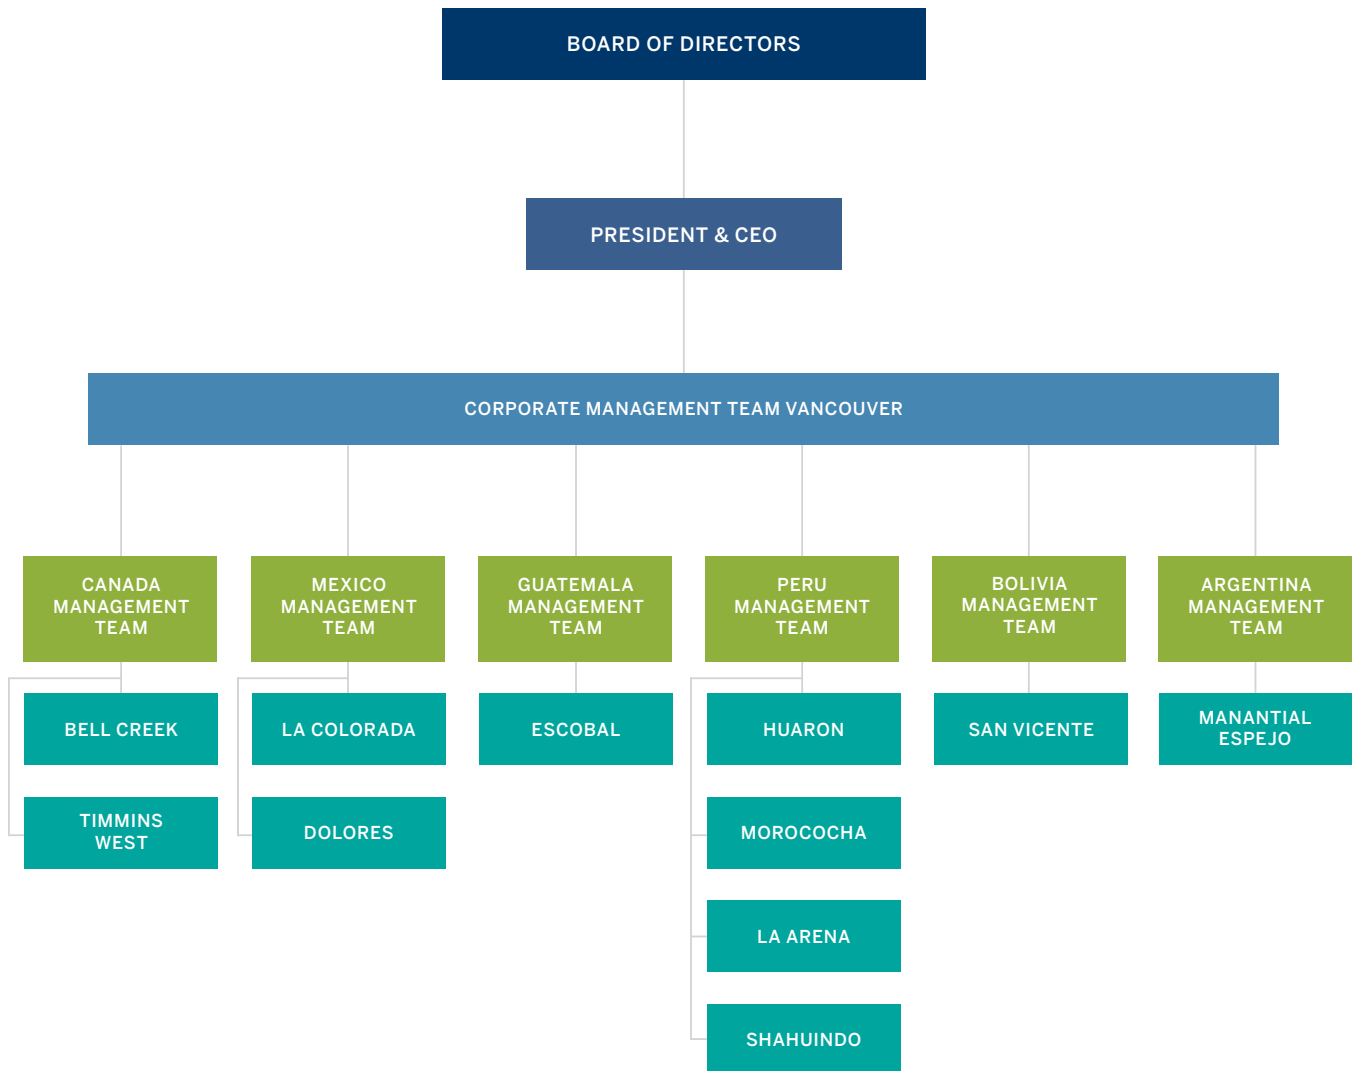 BOARD OF DIRECTORS
PRESIDENT & CEO
CORPORATE MANAGEMENT TEAM VANCOUVER
CANADA
MANAGEMENT
TEAM
MEXICO
MANAGEMENT
TEAM
GUATEMALA
MANAGEMENT
TEAM
PERU
MANAGEMENT
TEAM
BOLIVIA
MANAGEMENT
TEAM
ARGENTINA
MANAGEMENT
TEAM
BELL CREEK
LA COLORADA
ESCOBAL
HUARON
SAN VICENTE
MANANTIAL
ESPEJO
TIMMINS
WEST
DOLORES
MOROCOCHA
LA ARENA
SHAHUINDO